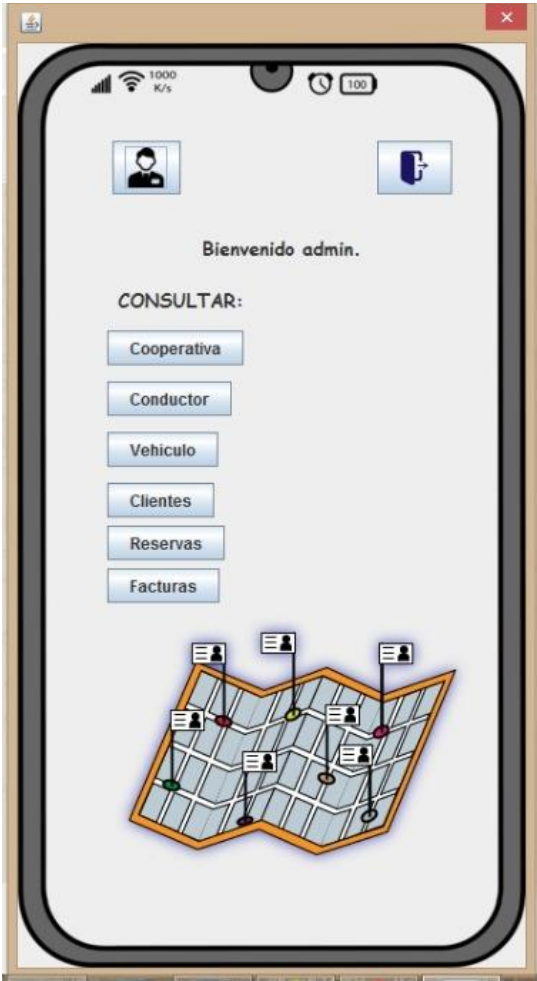 1000
K/s
100
Bienvenido admin.
CONSULTAR:
Cooperativa
Conductor
Vehiculo
Clientes
Reservas
Facturas